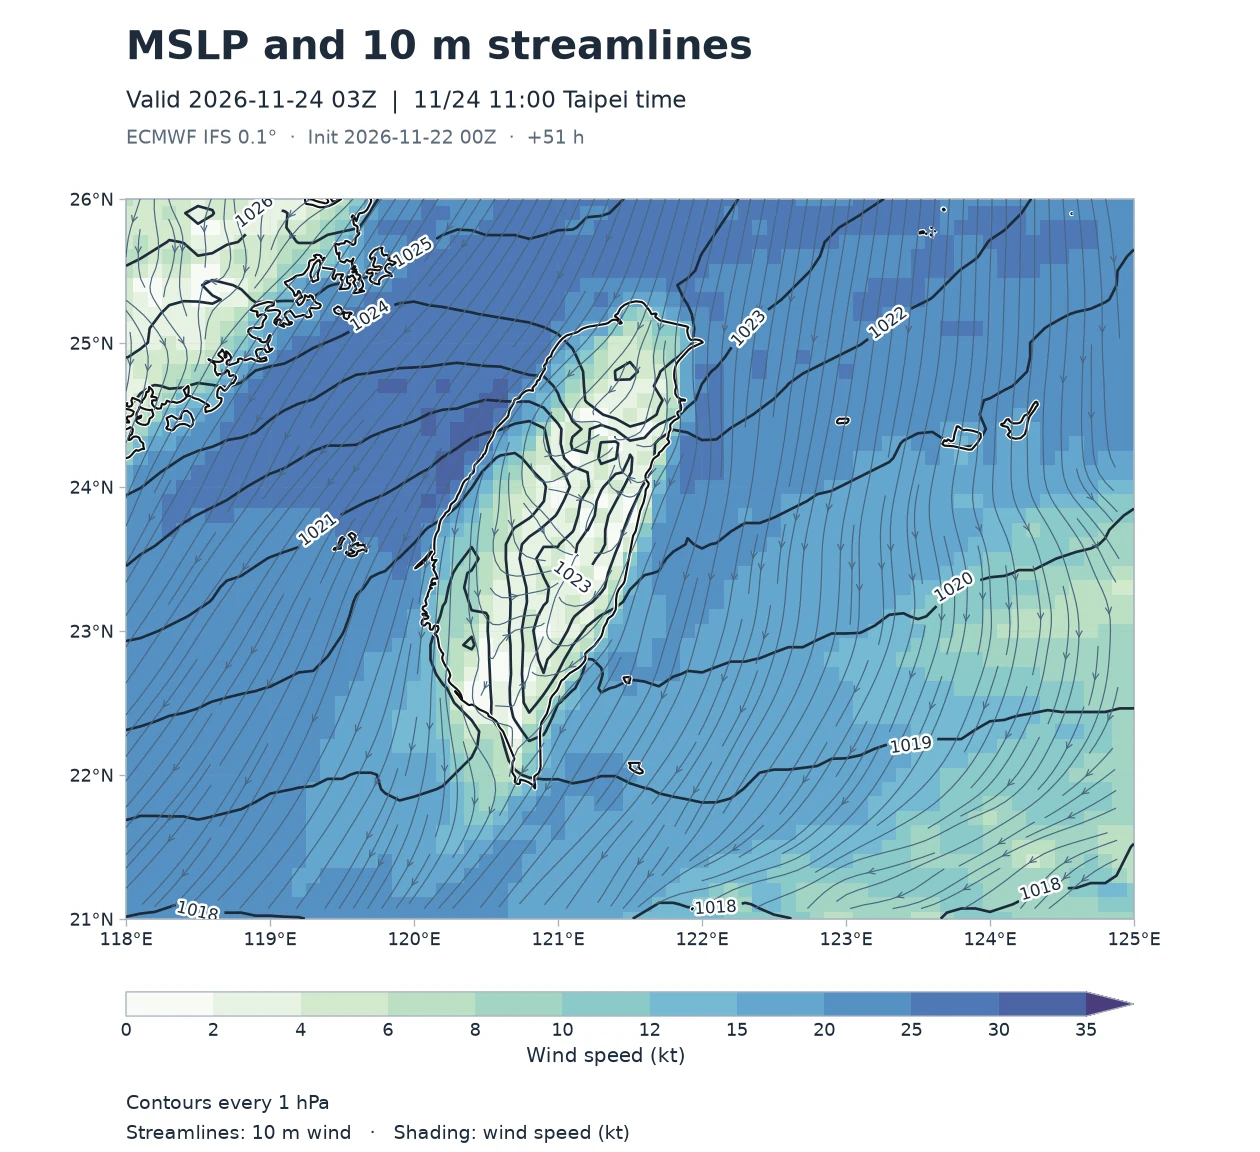 MSLP and 10 m streamlines
Valid 2026-11-24 03Z | 11/24 11:00 Taipei time
ECMWF IFS 0.1° · Init 2026-11-22 00Z · +51 h
26°N
1026
1025
1024
1023
1022
25°N
24°N
1021
1023
1020
23°N
1019
22°N
1018
1018
1018
21°N
118°E 119°E 120°E 121°E 122°E 123°E 124°E 125°E
0 2 4 6 8 10 12 15 20 25 30 35
Wind speed (kt)
Contours every 1 hPa
Streamlines: 10 m wind · Shading: wind speed (kt)